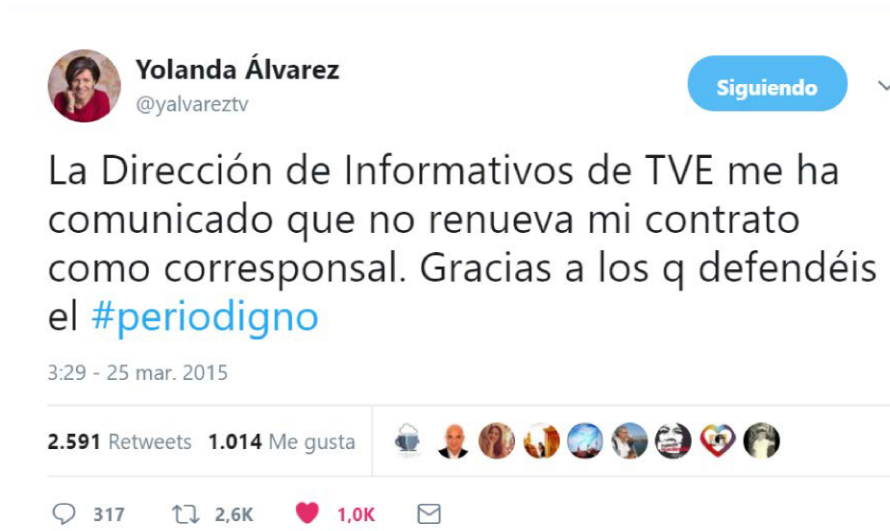 Yolanda Álvarez
@yalvareztv
Siguiendo
La Dirección de Informativos de TVE me ha
comunicado que no renueva mi contrato
como corresponsal. Gracias a los q defendéis
el #periodigno
3:29 - 25 mar. 2015
2.591 Retweets 1.014 Me gusta
317 2,6K 1,0K